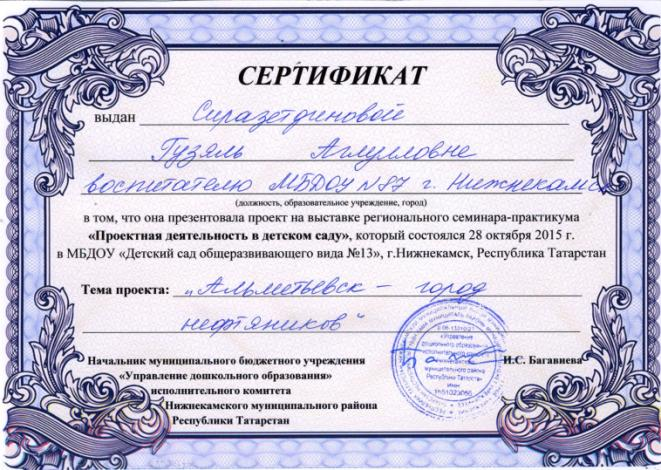 СЕРТИФИКАТ
выдан Сиразетдиновой
Гузяль
воспитателю МБДОУ №87 г. Нижнекамск
(должность, образовательное учреждение, город)
в том, что она презентовала проект на выставке регионального семинара-практикума
«Проектная деятельность в детском саду», который состоялся 28 октября 2015 г.
в МБДОУ «Детский сад общеразвивающего вида №13», г.Нижнекамск, Республика Татарстан
Тема проекта: „Альметьевск – город
нефтяников"
Начальник муниципального бюджетного учреждения
«Управление дошкольного образования» И.С. Багавиева
исполнительного комитета
Нижнекамского муниципального района
Республики Татарстан